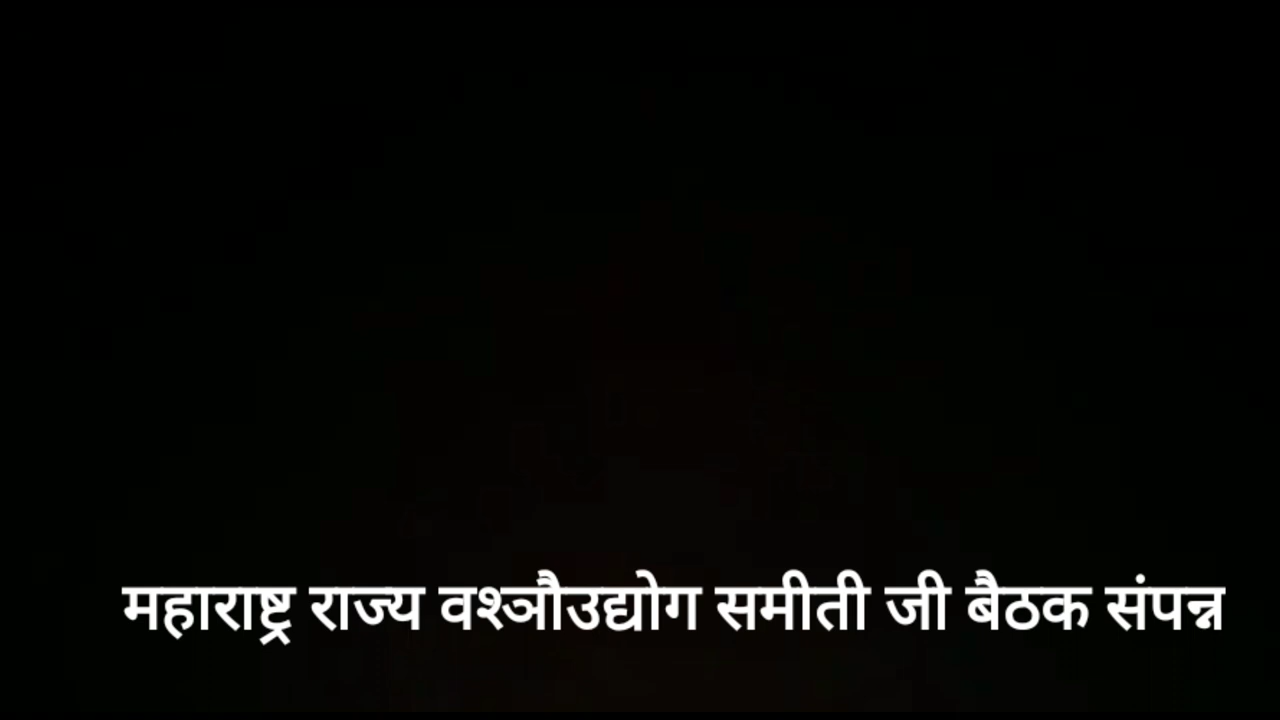 महाराष्ट्र राज्य वश्ञौउद्योग समीती जी बैठक संपन्न